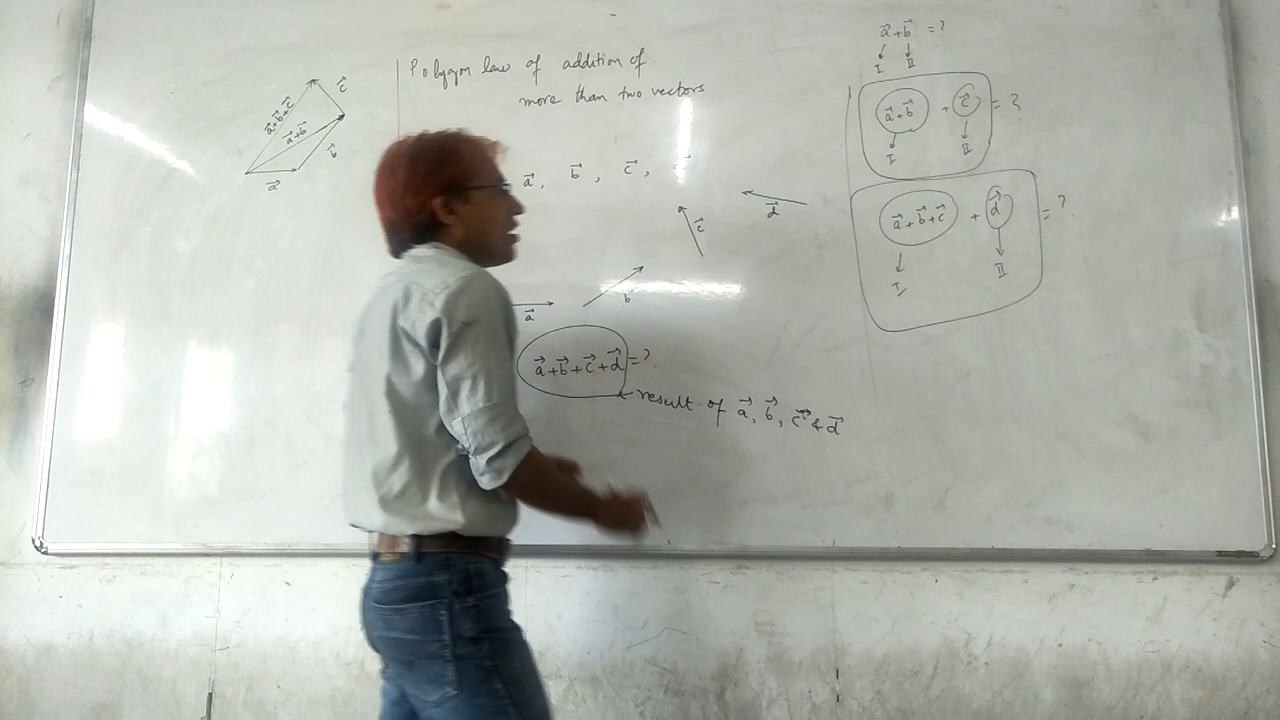 c⃗
a⃗+b⃗+c⃗
a⃗+b⃗
b⃗
a⃗
Polygon law of addition of
more than two vectors
a⃗, b⃗, c⃗,
d⃗
c⃗
b
a⃗
a⃗+b⃗+c⃗+d⃗=?
result of a⃗, b⃗, c⃗ & d⃗
a⃗+b⃗ =?
I II
a⃗+b⃗ + c⃗ = ?
I II
a⃗+b⃗+c⃗ + d⃗ = ?
I II